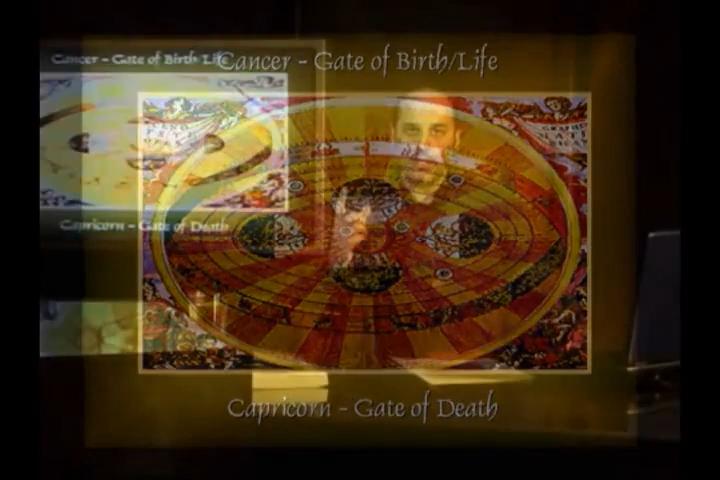 Cancer - Gate of Birth/Life
Cancer - Gate of Birth/Life
Capricorn - Gate of Death
Capricorn - Gate of Death